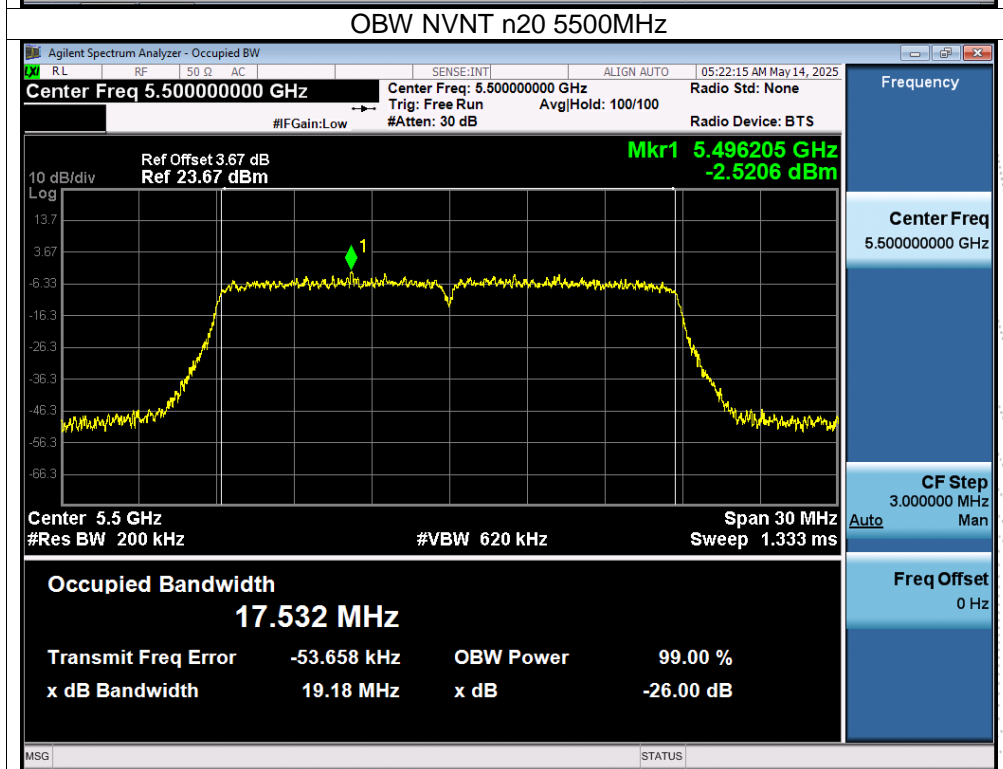 OBW NVNT n20 5500MHz
Agilent Spectrum Analyzer - Occupied BW
LXI RL RF 50 Ω AC SENSE:INT ALIGN AUTO 05:22:15 AM May 14, 2025
Center Freq 5.500000000 GHz
Center Freq: 5.500000000 GHz
Radio Std: None
Trig: Free Run Avg|Hold: 100/100
#IFGain:Low #Atten: 30 dB Radio Device: BTS
Frequency
Mkr1 5.496205 GHz
-2.5206 dBm
Ref Offset 3.67 dB
10 dB/div Ref 23.67 dBm
Log
13.7
3.67
-6.33
-16.3
-26.3
-36.3
-46.3
-56.3
-66.3
1
Center 5.5 GHz Span 30 MHz
#Res BW 200 kHz #VBW 620 kHz Sweep 1.333 ms
Center Freq
5.500000000 GHz
CF Step
3.000000 MHz
Auto Man
Freq Offset
0 Hz
Occupied Bandwidth
17.532 MHz
Transmit Freq Error -53.658 kHz OBW Power 99.00 %
x dB Bandwidth 19.18 MHz x dB -26.00 dB
MSG STATUS